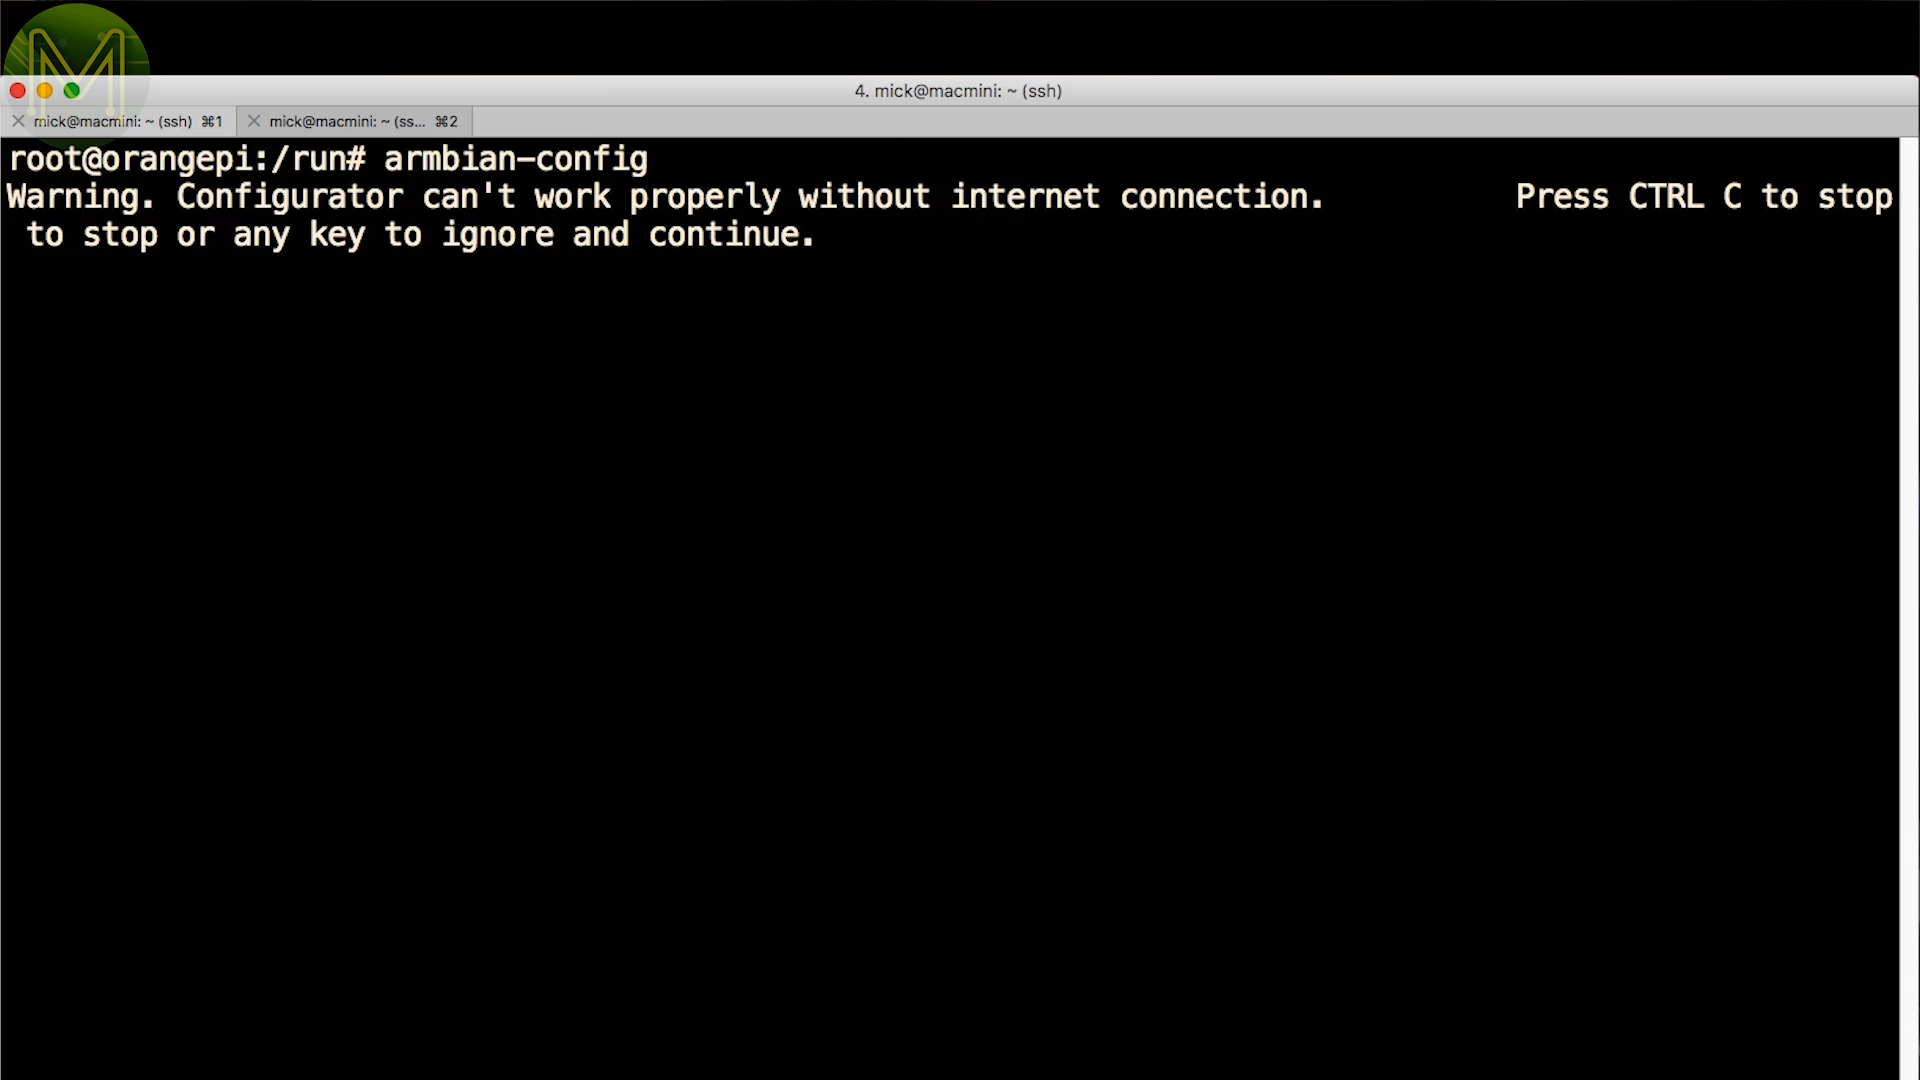 M
4. mick@macmini: ~ (ssh)
mick@macmini: ~ (ssh) ⌘1 mick@macmini: ~ (ss... ⌘2
root@orangepi:/run# armbian-config
Warning. Configurator can't work properly without internet connection. Press CTRL C to stop
to stop or any key to ignore and continue.